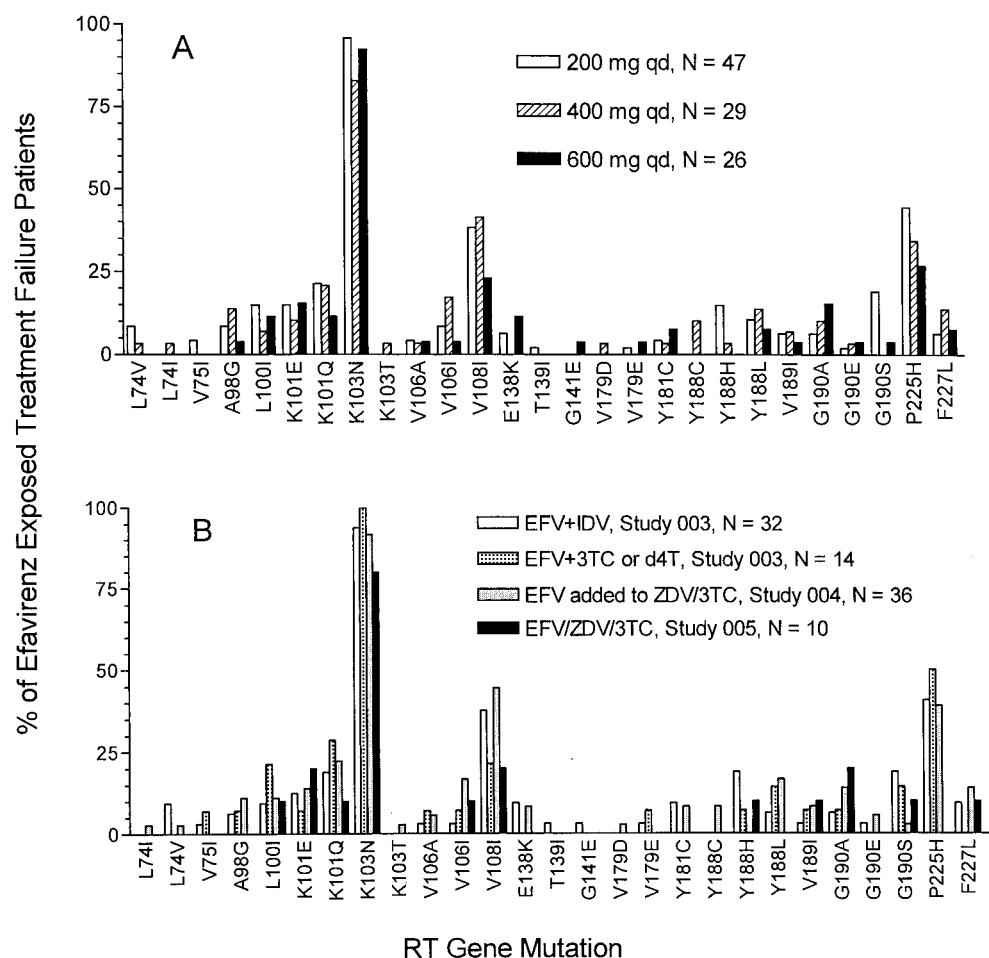 % of Efavirenz Exposed Treatment Failure Patients
A
100
75
50
25
0
200 mg qd, N = 47
400 mg qd, N = 29
600 mg qd, N = 26
L74V
L74I
V75I
A98G
L100I
K101E
K101Q
K103N
K103T
V106A
V106I
V108I
E138K
T139I
G141E
V179D
V179E
Y181C
Y188C
Y188H
Y188L
V189I
G190A
G190E
G190S
P225H
F227L
B
100
75
50
25
0
EFV+IDV, Study 003, N = 32
EFV+3TC or d4T, Study 003, N = 14
EFV added to ZDV/3TC, Study 004, N = 36
EFV/ZDV/3TC, Study 005, N = 10
L74I
L74V
V75I
A98G
L100I
K101E
K101Q
K103N
K103T
V106A
V106I
V108I
E138K
T139I
G141E
V179D
V179E
Y181C
Y188C
Y188H
Y188L
V189I
G190A
G190E
G190S
P225H
F227L
RT Gene Mutation